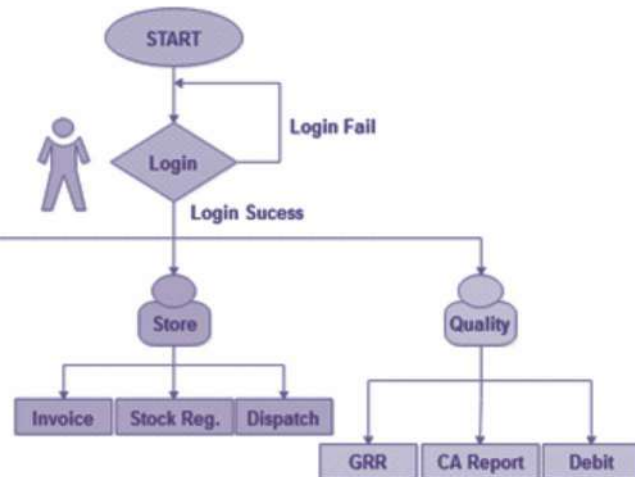 START
Login Fail
Login
Login Sucess
Store
Quality
Invoice
Stock Reg.
Dispatch
GRR
CA Report
Debit